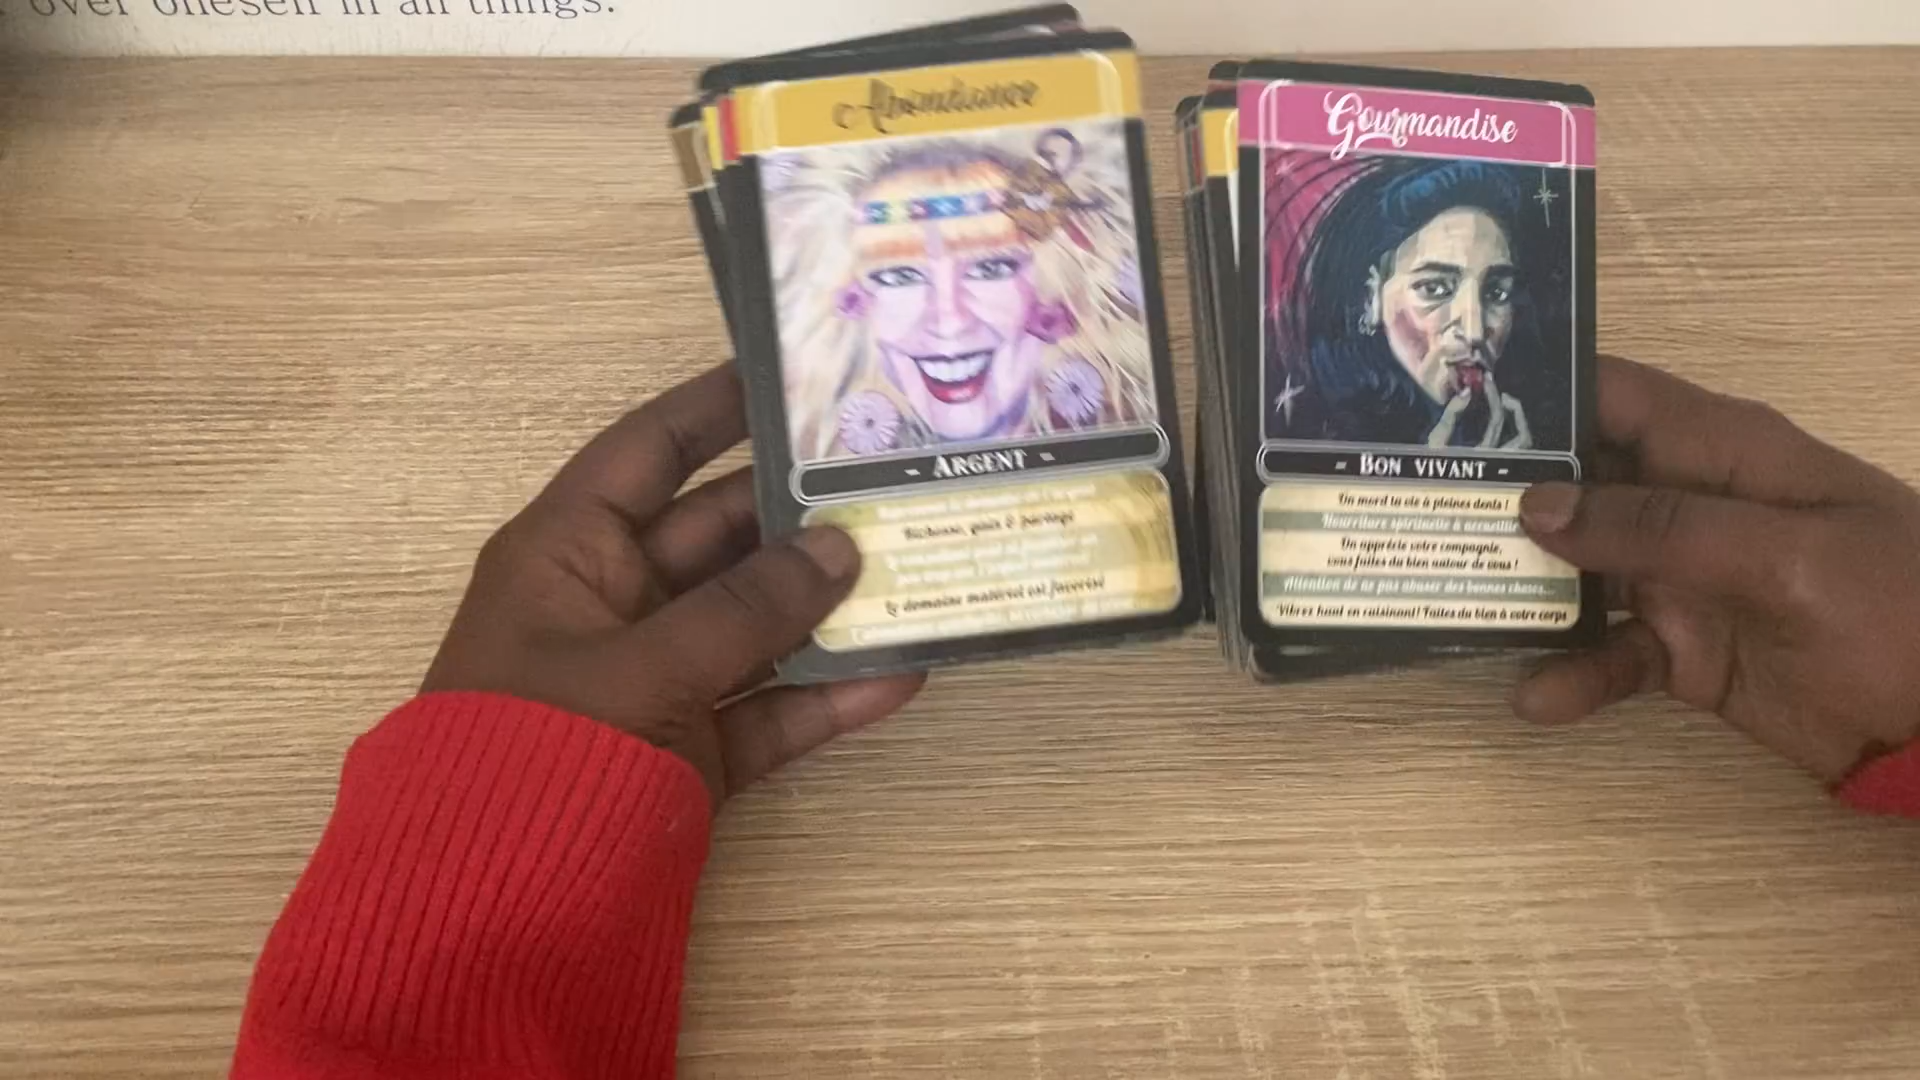 over oneself in all things.
Abondance
- ARGENT -
Richesse, gains & partage
Le domaine matériel est favorisé
Gourmandise
- BON VIVANT -
On mord la vie à pleines dents !
Nourriture spirituelle à accueillir
On apprécie votre compagnie,
vous faites du bien autour de vous !
Attention de ne pas abuser des bonnes choses...
Vibrez haut en cuisinant! Faites du bien à votre corps